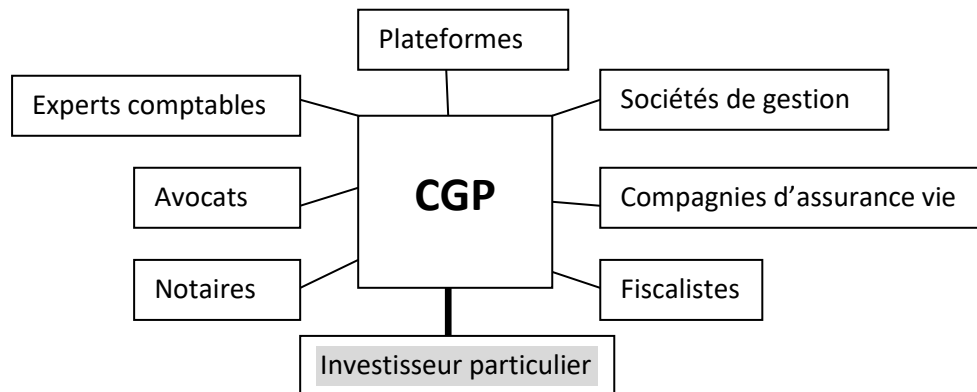 Plateformes
Experts comptables
Sociétés de gestion
Avocats
CGP
Compagnies d’assurance vie
Notaires
Fiscalistes
Investisseur particulier